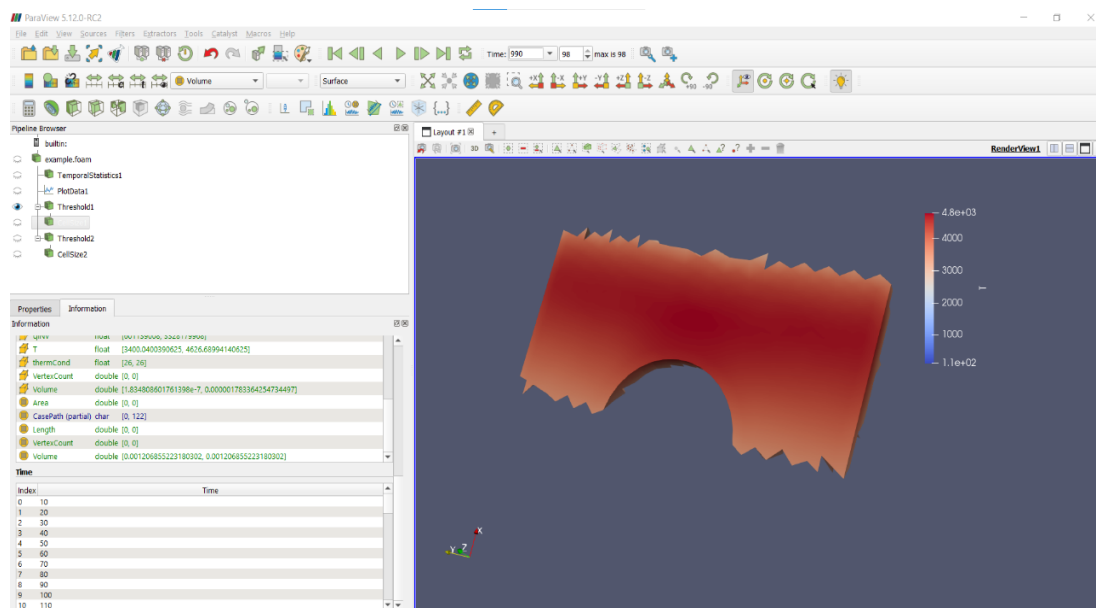 ParaView 5.12.0-RC2
File Edit View Sources Filters Extractors Tools Catalyst Macros Help
Time: 990 98 max is 98
Volume Surface +X -X +Y -Y +Z -Z +90 -90
Pipeline Browser
Layout #1 +
builtin:
3D
RenderView1
example.foam
TemporalStatistics1
PlotData1
Threshold1
Threshold2
CellSize2
4.8e+03
4000
3000
2000
1000
1.1e+02
T
Properties Information
Information
T float [3400.0400390625, 4626.68994140625]
thermCond float [26, 26]
VertexCount double [0, 0]
Volume double [1.834808601761398e-7, 0.000001783364254734497]
Area double [0, 0]
CasePath (partial) char [0, 122]
Length double [0, 0]
VertexCount double [0, 0]
Volume double [0.001206855223180302, 0.001206855223180302]
Time
Index Time
0 10
1 20
2 30
3 40
4 50
5 60
6 70
7 80
8 90
9 100
10 110
X
Y Z